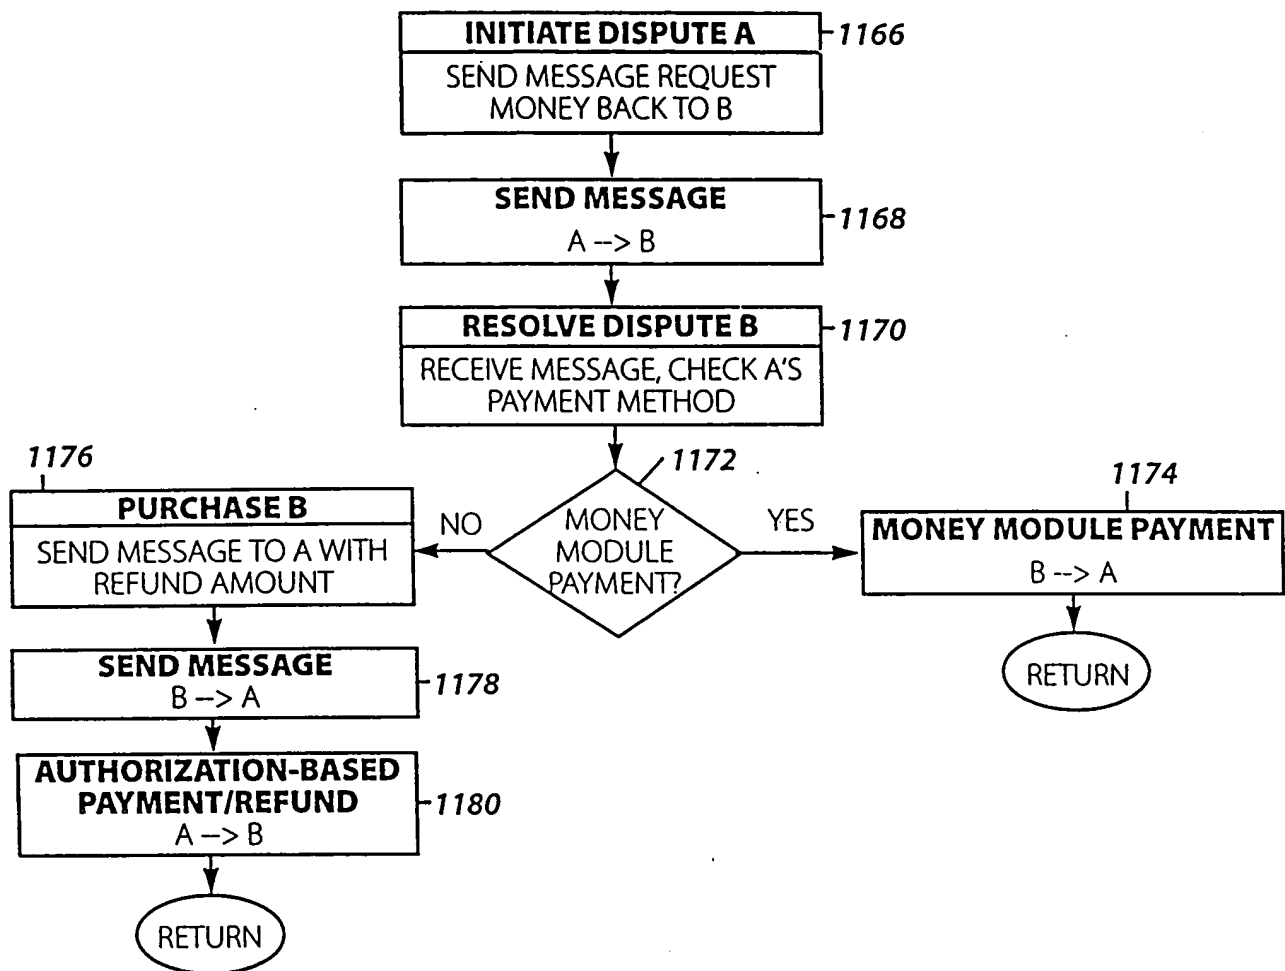 INITIATE DISPUTE A
1166
SEND MESSAGE REQUEST
MONEY BACK TO B
SEND MESSAGE
1168
A --> B
RESOLVE DISPUTE B
1170
RECEIVE MESSAGE, CHECK A'S
PAYMENT METHOD
1172
MONEY
MODULE
PAYMENT?
NO
YES
1176
PURCHASE B
SEND MESSAGE TO A WITH
REFUND AMOUNT
SEND MESSAGE
1178
B --> A
AUTHORIZATION-BASED
PAYMENT/REFUND
1180
A --> B
RETURN
1174
MONEY MODULE PAYMENT
B --> A
RETURN